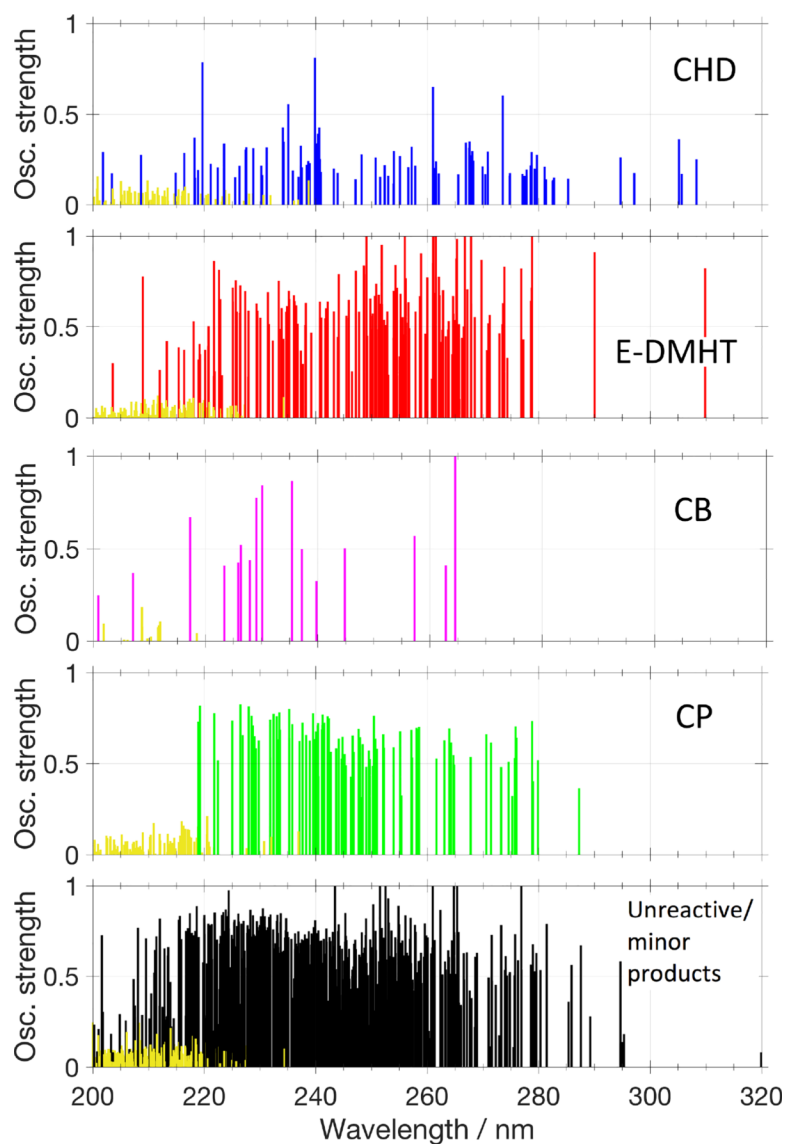 1
CHD
Osc. strength
0.5
0
1
Osc. strength
0.5
E-DMHT
0
1
CB
Osc. strength
0.5
0
1
CP
Osc. strength
0.5
0
1
Unreactive/
minor
products
Osc. strength
0.5
0
200 220 240 260 280 300 320
Wavelength / nm